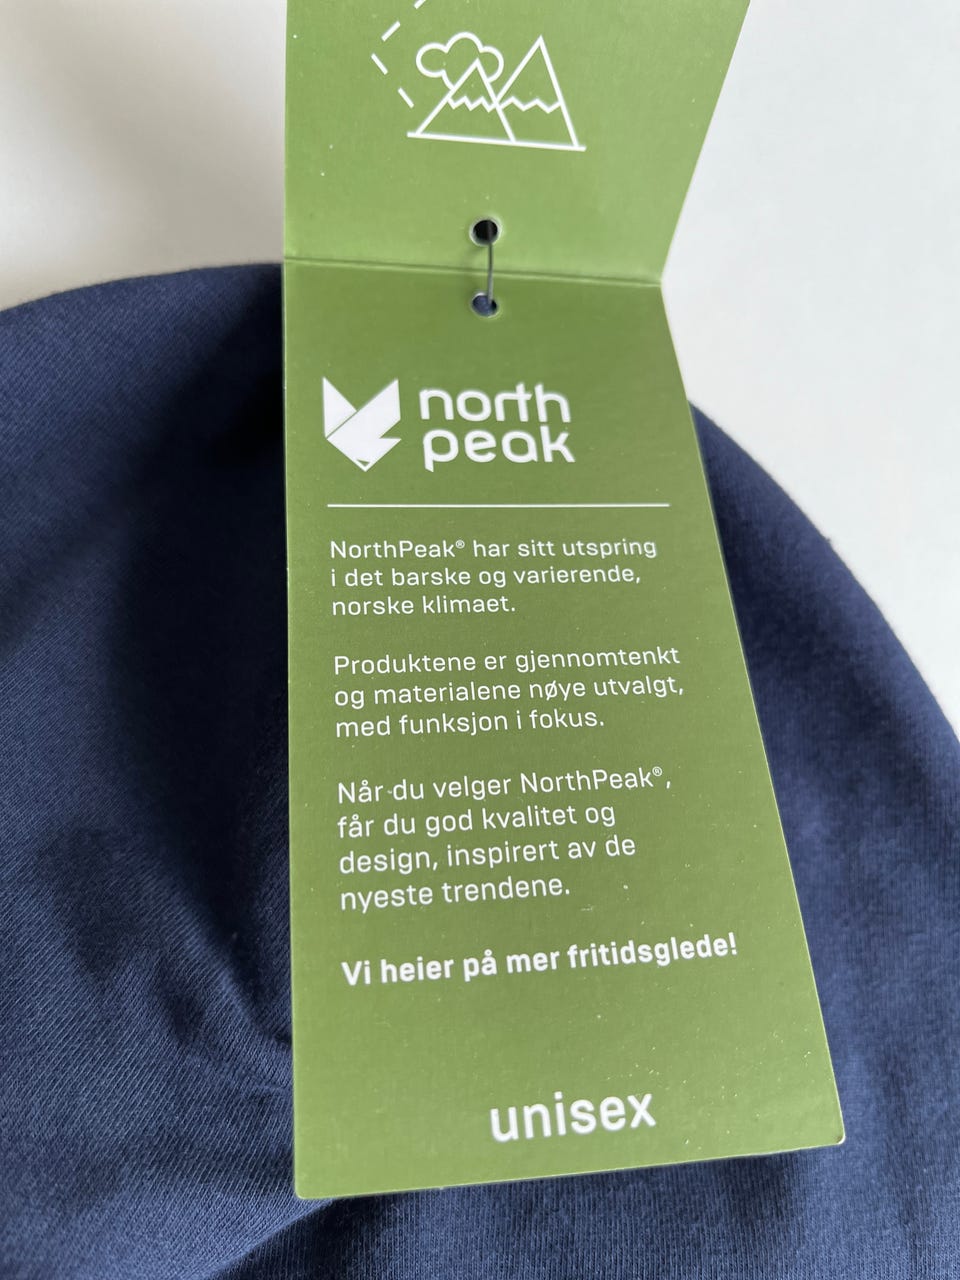 north
peak
NorthPeak® har sitt utspring
i det barske og varierende,
norske klimaet.
Produktene er gjennomtenkt
og materialene nøye utvalgt,
med funksjon i fokus.
Når du velger NorthPeak®,
får du god kvalitet og
design, inspirert av de
nyeste trendene.
Vi heier på mer fritidsglede!
unisex